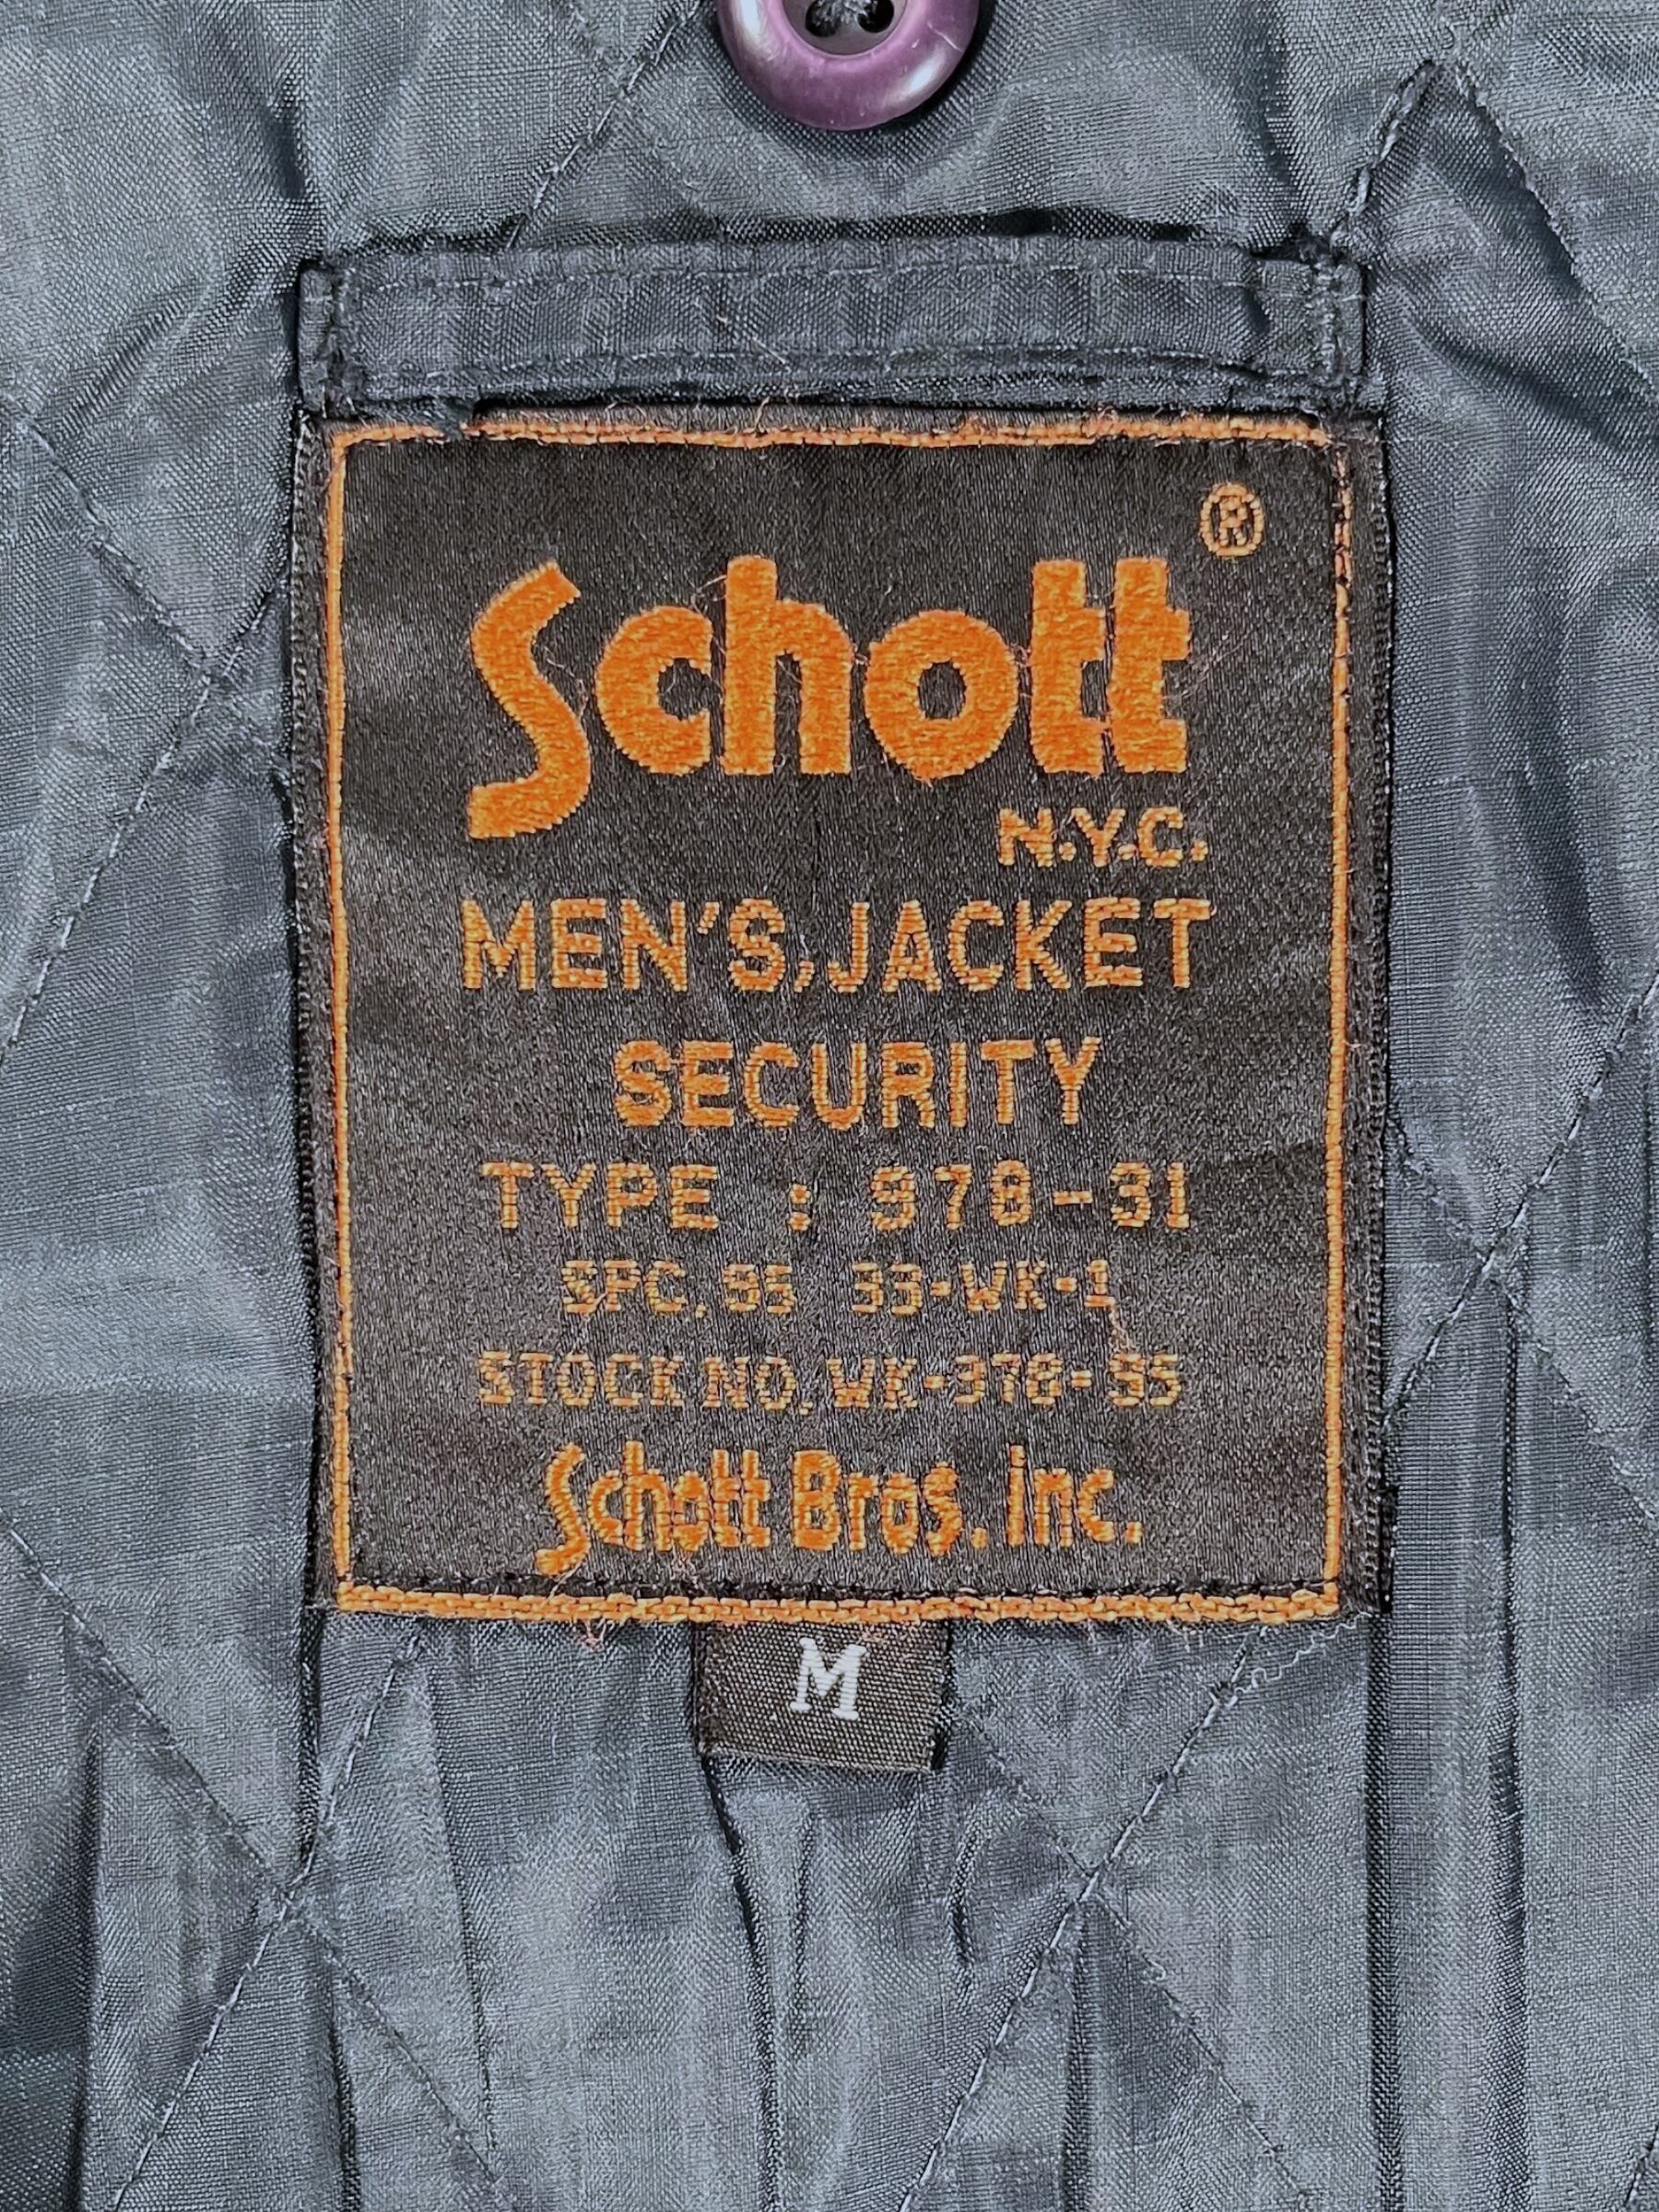 Schott®
N.Y.C.
MEN'S,JACKET
SECURITY
TYPE : 978-31
SPC. 95 33-WK-1
STOCK NO. WK-378-95
Schott Bros. inc.
M